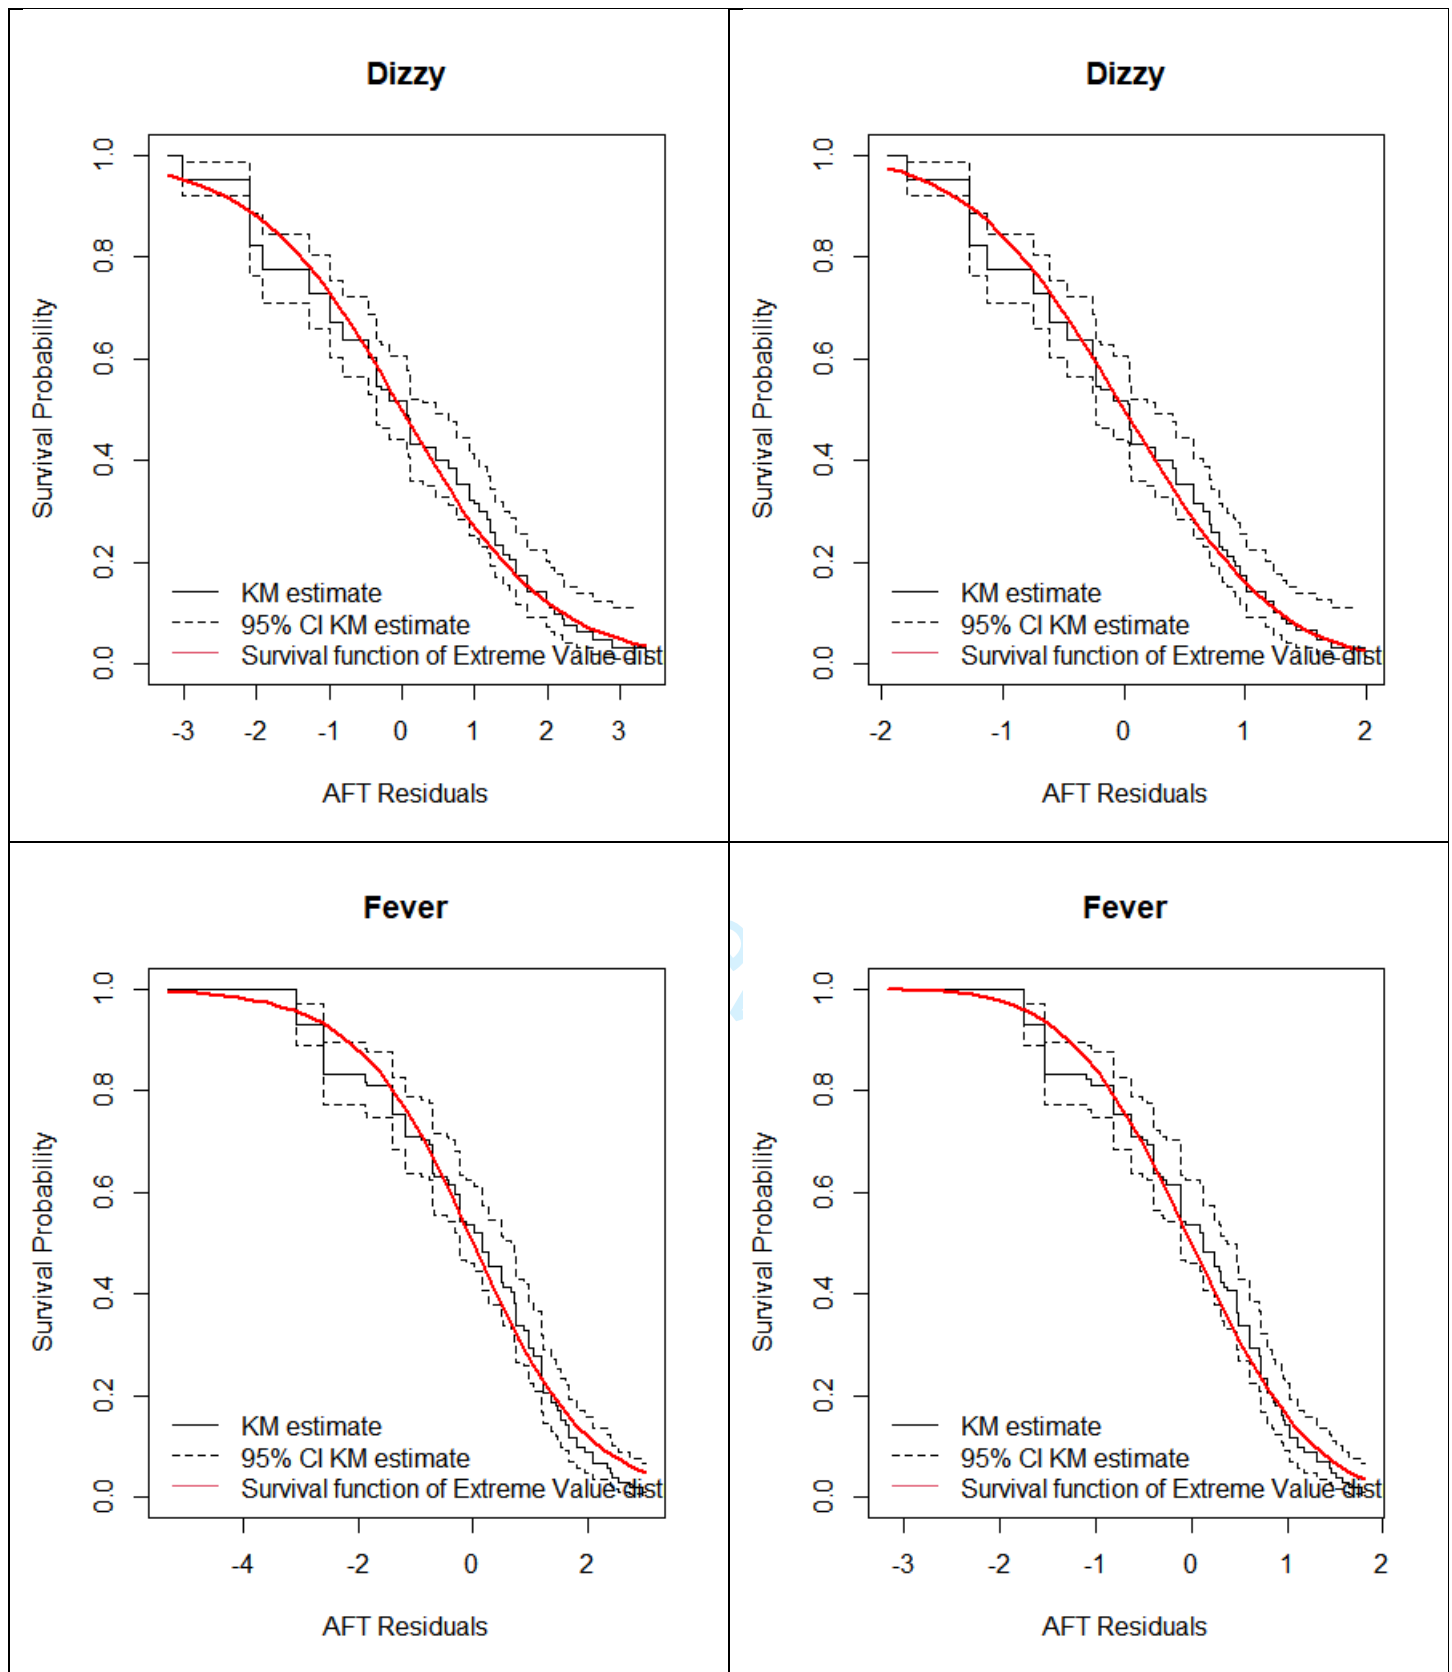 Dizzy
Survival Probability
1.0
0.8
0.6
0.4
0.2
0.0
KM estimate
95% CI KM estimate
Survival function of Extreme Value dist
-3 -2 -1 0 1 2 3
AFT Residuals
Dizzy
Survival Probability
1.0
0.8
0.6
0.4
0.2
0.0
KM estimate
95% CI KM estimate
Survival function of Extreme Value dist
-2 -1 0 1 2
AFT Residuals
Fever
Survival Probability
1.0
0.8
0.6
0.4
0.2
0.0
KM estimate
95% CI KM estimate
Survival function of Extreme Value dist
-4 -2 0 2
AFT Residuals
Fever
Survival Probability
1.0
0.8
0.6
0.4
0.2
0.0
KM estimate
95% CI KM estimate
Survival function of Extreme Value dist
-3 -2 -1 0 1 2
AFT Residuals